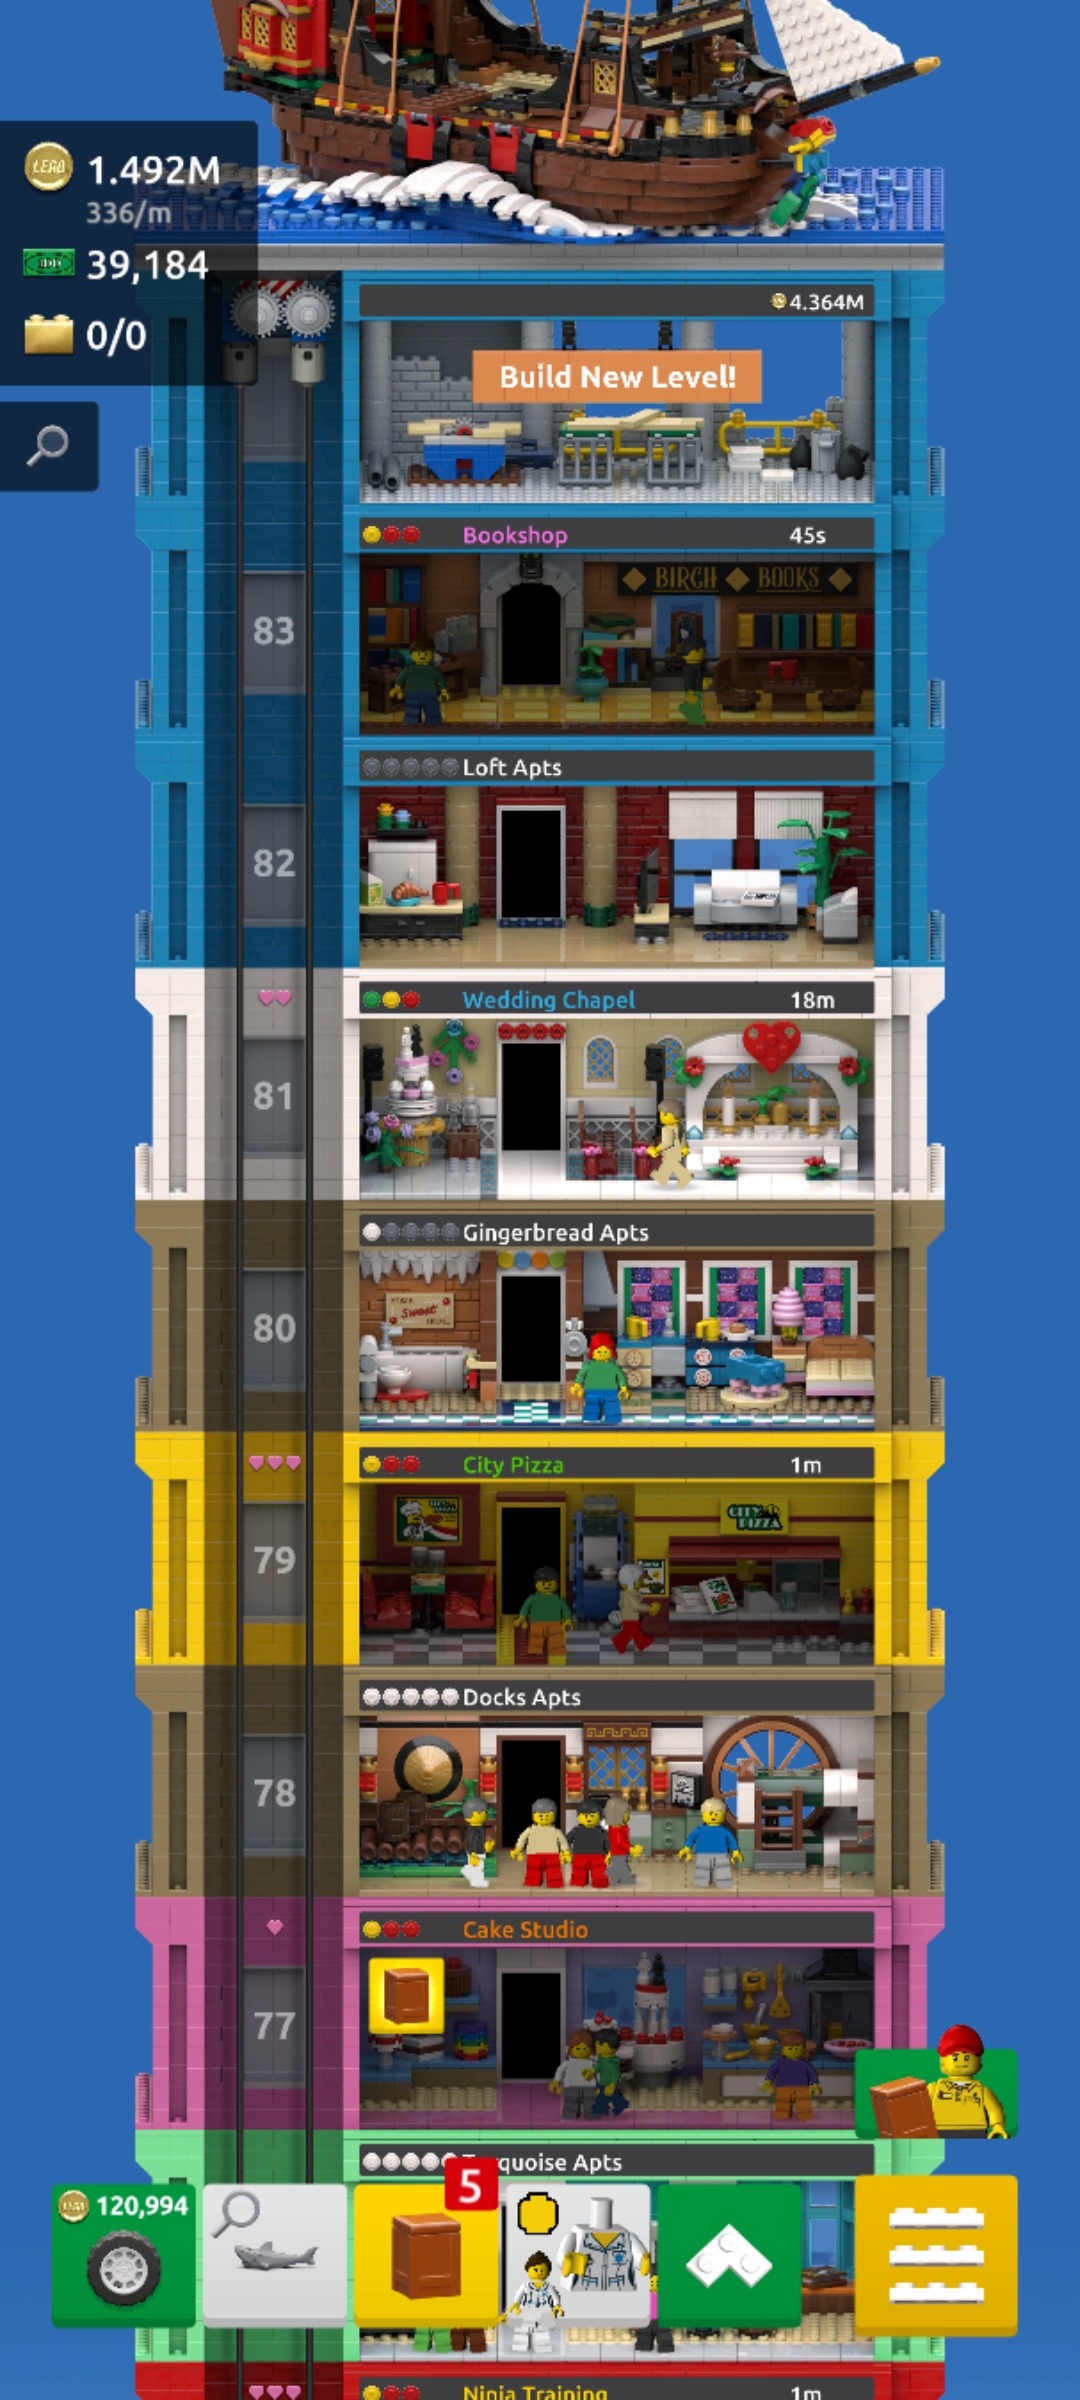 LEGO 1.492M
336/m
39,184
0/0
4.364M
Build New Level!
Bookshop 45s
BIRCH BOOKS
83
Loft Apts
82
Wedding Chapel 18m
81
Gingerbread Apts
Sweet
80
City Pizza 1m
CITY
PIZZA
79
Docks Apts
78
Cake Studio
77
quoise Apts
5
120,994
Ninja Training 1m